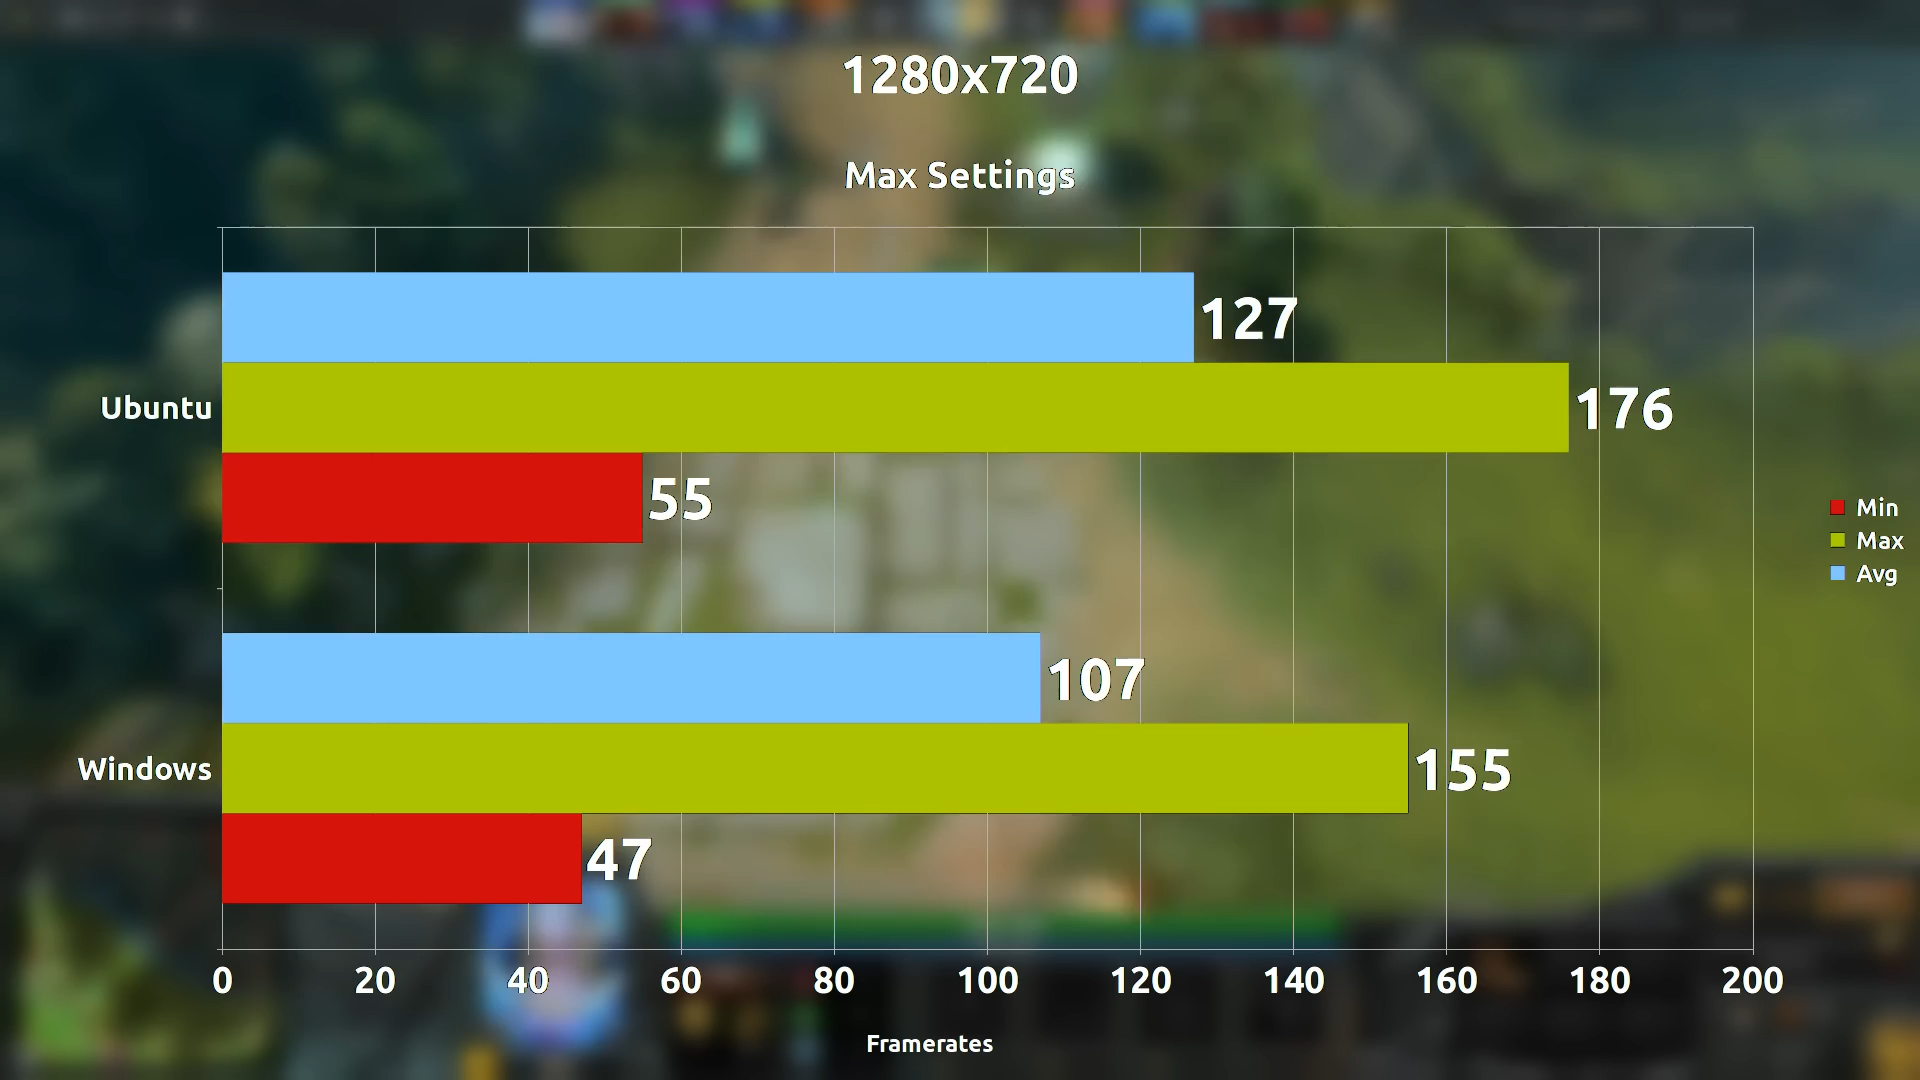 1280x720
Max Settings
127
Ubuntu
176
55
Min
Max
Avg
107
Windows
155
47
0 20 40 60 80 100 120 140 160 180 200
Framerates